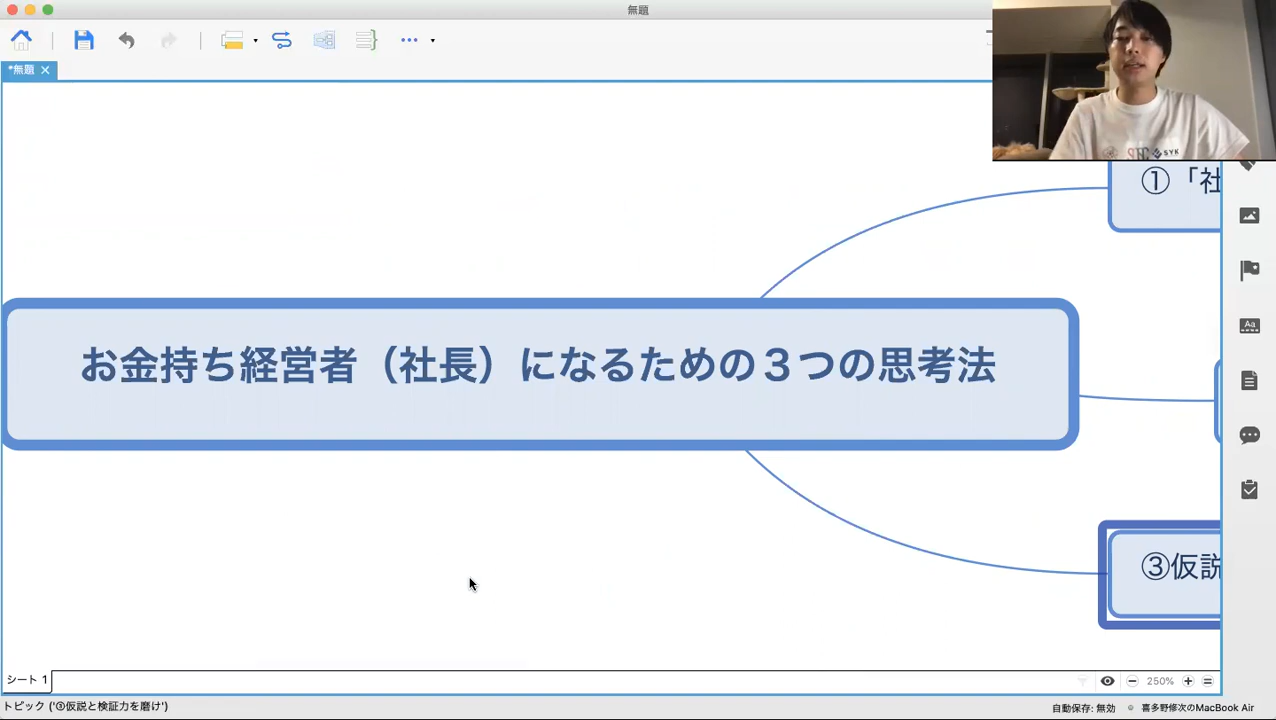 無題
*無題
①「社
お金持ち経営者（社長）になるための３つの思考法
③仮説
SYK
Aa
シート 1
250%
トピック ('③仮説と検証力を磨け')
自動保存: 無効
喜多野修次のMacBook Air